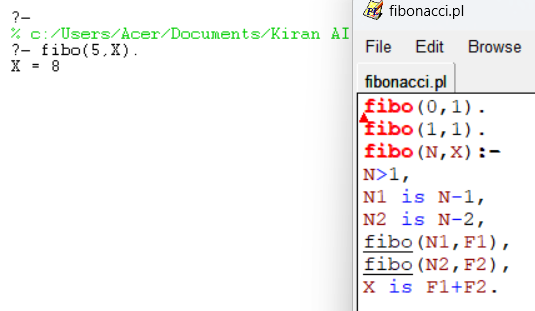 ?-
% c:/Users/Acer/Documents/Kiran AI
?- fibo(5,X).
X = 8
fibonacci.pl
File Edit Browse
fibonacci.pl
fibo(0,1).
fibo(1,1).
fibo(N,X):-
N>1,
N1 is N-1,
N2 is N-2,
fibo(N1,F1),
fibo(N2,F2),
X is F1+F2.